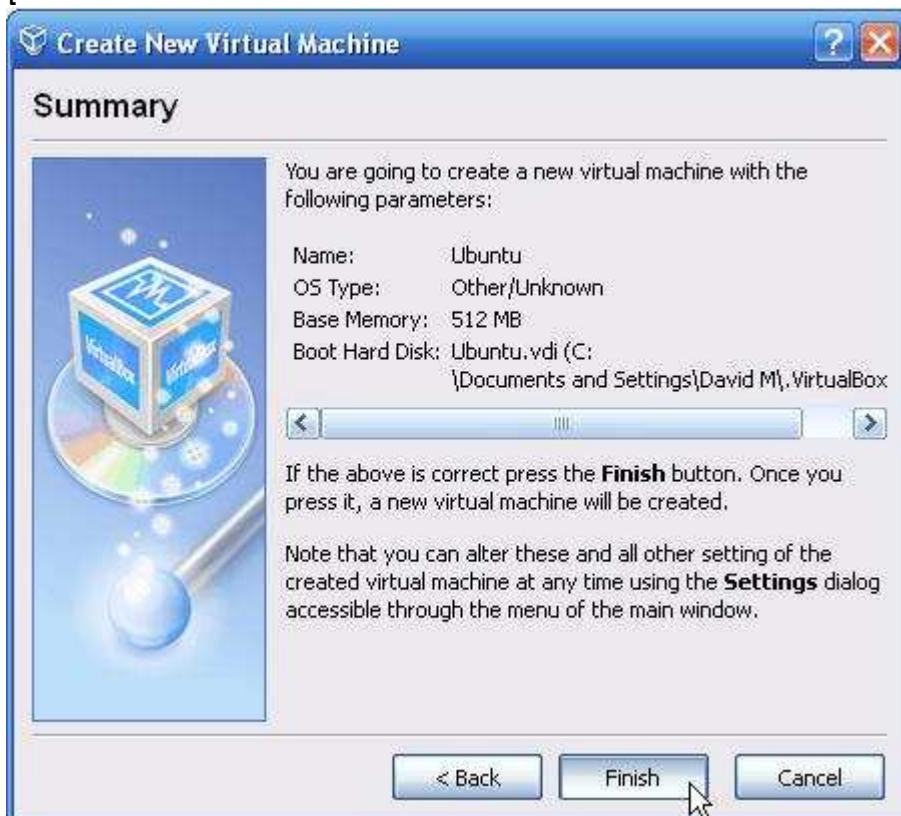 Create New Virtual Machine
Summary
You are going to create a new virtual machine with the
following parameters:
Name: Ubuntu
OS Type: Other/Unknown
Base Memory: 512 MB
Boot Hard Disk: Ubuntu.vdi (C:
\Documents and Settings\David M\.VirtualBox
If the above is correct press the Finish button. Once you
press it, a new virtual machine will be created.
Note that you can alter these and all other setting of the
created virtual machine at any time using the Settings dialog
accessible through the menu of the main window.
VirtualBox
VirtualBox
< Back
Finish
Cancel